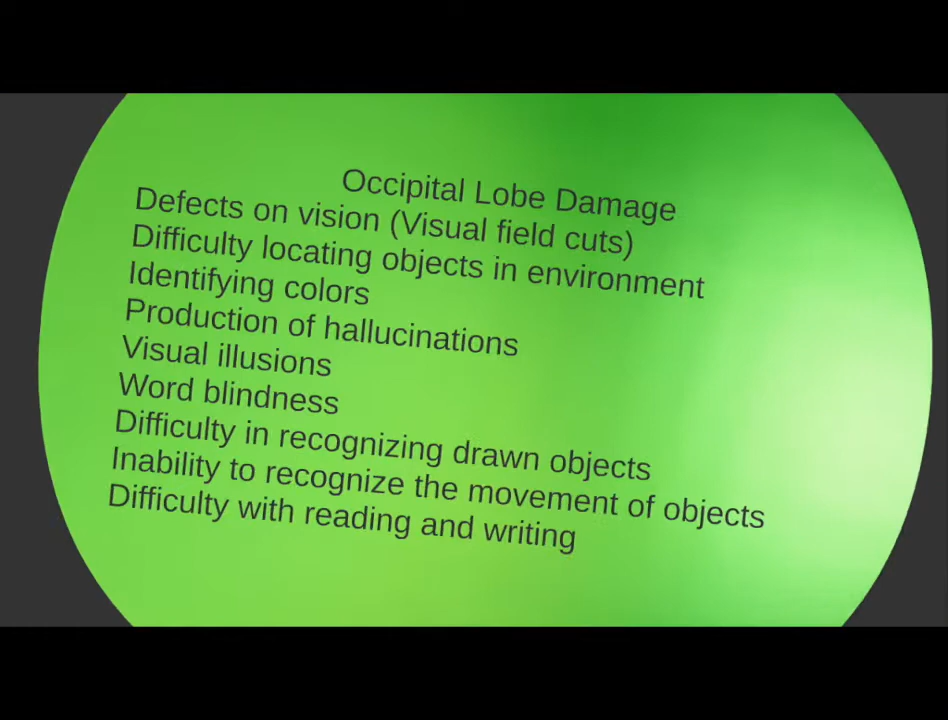 Occipital Lobe Damage
Defects on vision (Visual field cuts)
Difficulty locating objects in environment
Identifying colors
Production of hallucinations
Visual illusions
Word blindness
Difficulty in recognizing drawn objects
Inability to recognize the movement of objects
Difficulty with reading and writing